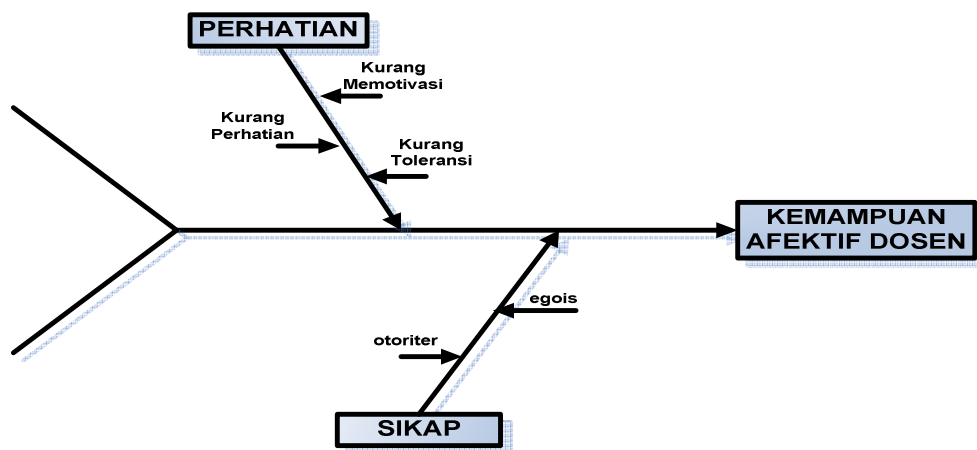 PERHATIAN
Kurang
Memotivasi
Kurang
Perhatian
Kurang
Toleransi
KEMAMPUAN
AFEKTIF DOSEN
egois
otoriter
SIKAP